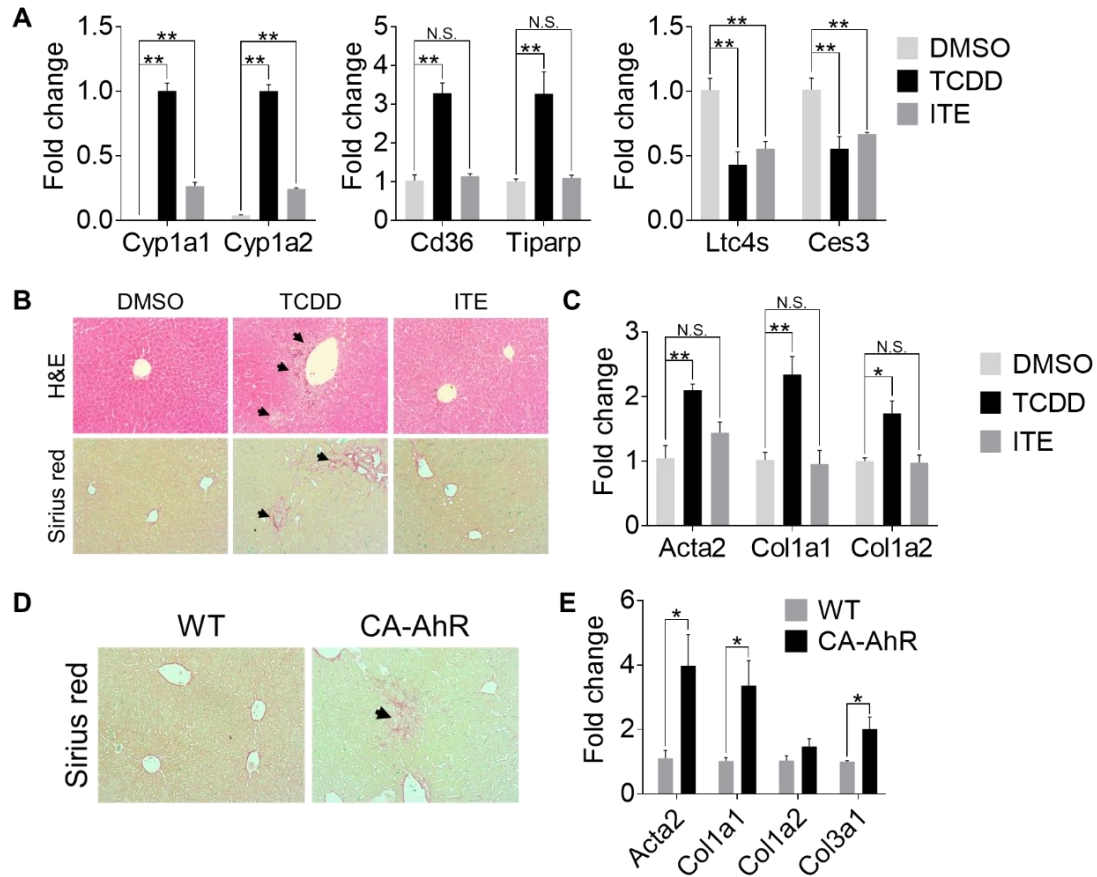 A
Fold change
1.5
1.0
0.5
0.0
**
**
**
**
Cyp1a1 Cyp1a2
Fold change
5
4
3
2
1
0
N.S.
**
N.S.
**
Cd36 Tiparp
Fold change
1.5
1.0
0.5
0.0
**
**
**
**
Ltc4s Ces3
DMSO
TCDD
ITE
B
DMSO TCDD ITE
H&E
Sirius red
C
Fold change
3
2
1
0
N.S.
**
N.S.
**
N.S.
*
Acta2 Col1a1 Col1a2
DMSO
TCDD
ITE
D
WT CA-AhR
Sirius red
E
Fold change
6
4
2
0
*
*
*
WT
CA-AhR
Acta2
Col1a1
Col1a2
Col3a1